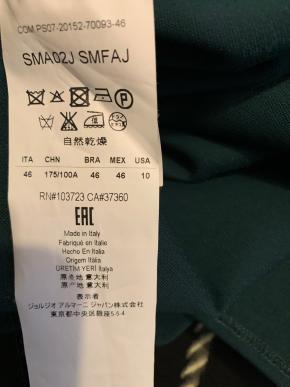 COM PS07-20152-70093-46
SMA02J SMFAJ
自然乾燥
ITA CHN BRA MEX USA
46 175/100A 46 46 10
RN#103723 CA#37360
EAC
Made in Italy
Fabriqué en Italie
Hecho En Italia
Origem Itália
ÜRETİM YERİ İtalya
原冬地 意大利
原产地 意大利
表示者
ジョルジオ アルマーニ ジャパン株式会社
東京都中央区銀座5-5-4